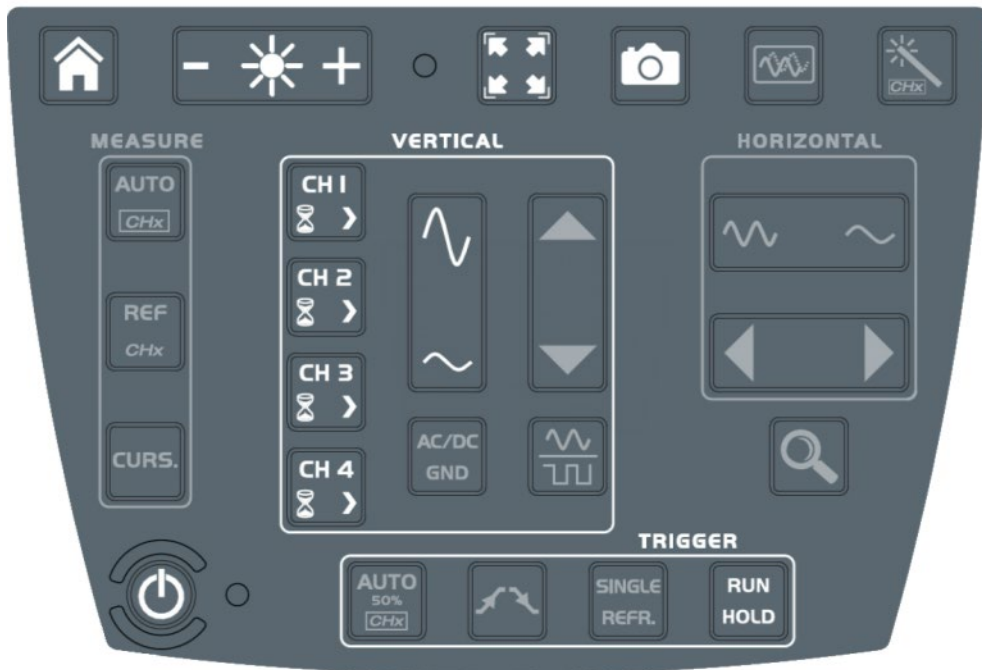 CHx
MEASURE
VERTICAL
HORIZONTAL
AUTO
CHx
REF
CHx
CURS.
CH 1
CH 2
CH 3
CH 4
AC/DC
GND
TRIGGER
AUTO
50%
CHx
SINGLE
REFR.
RUN
HOLD